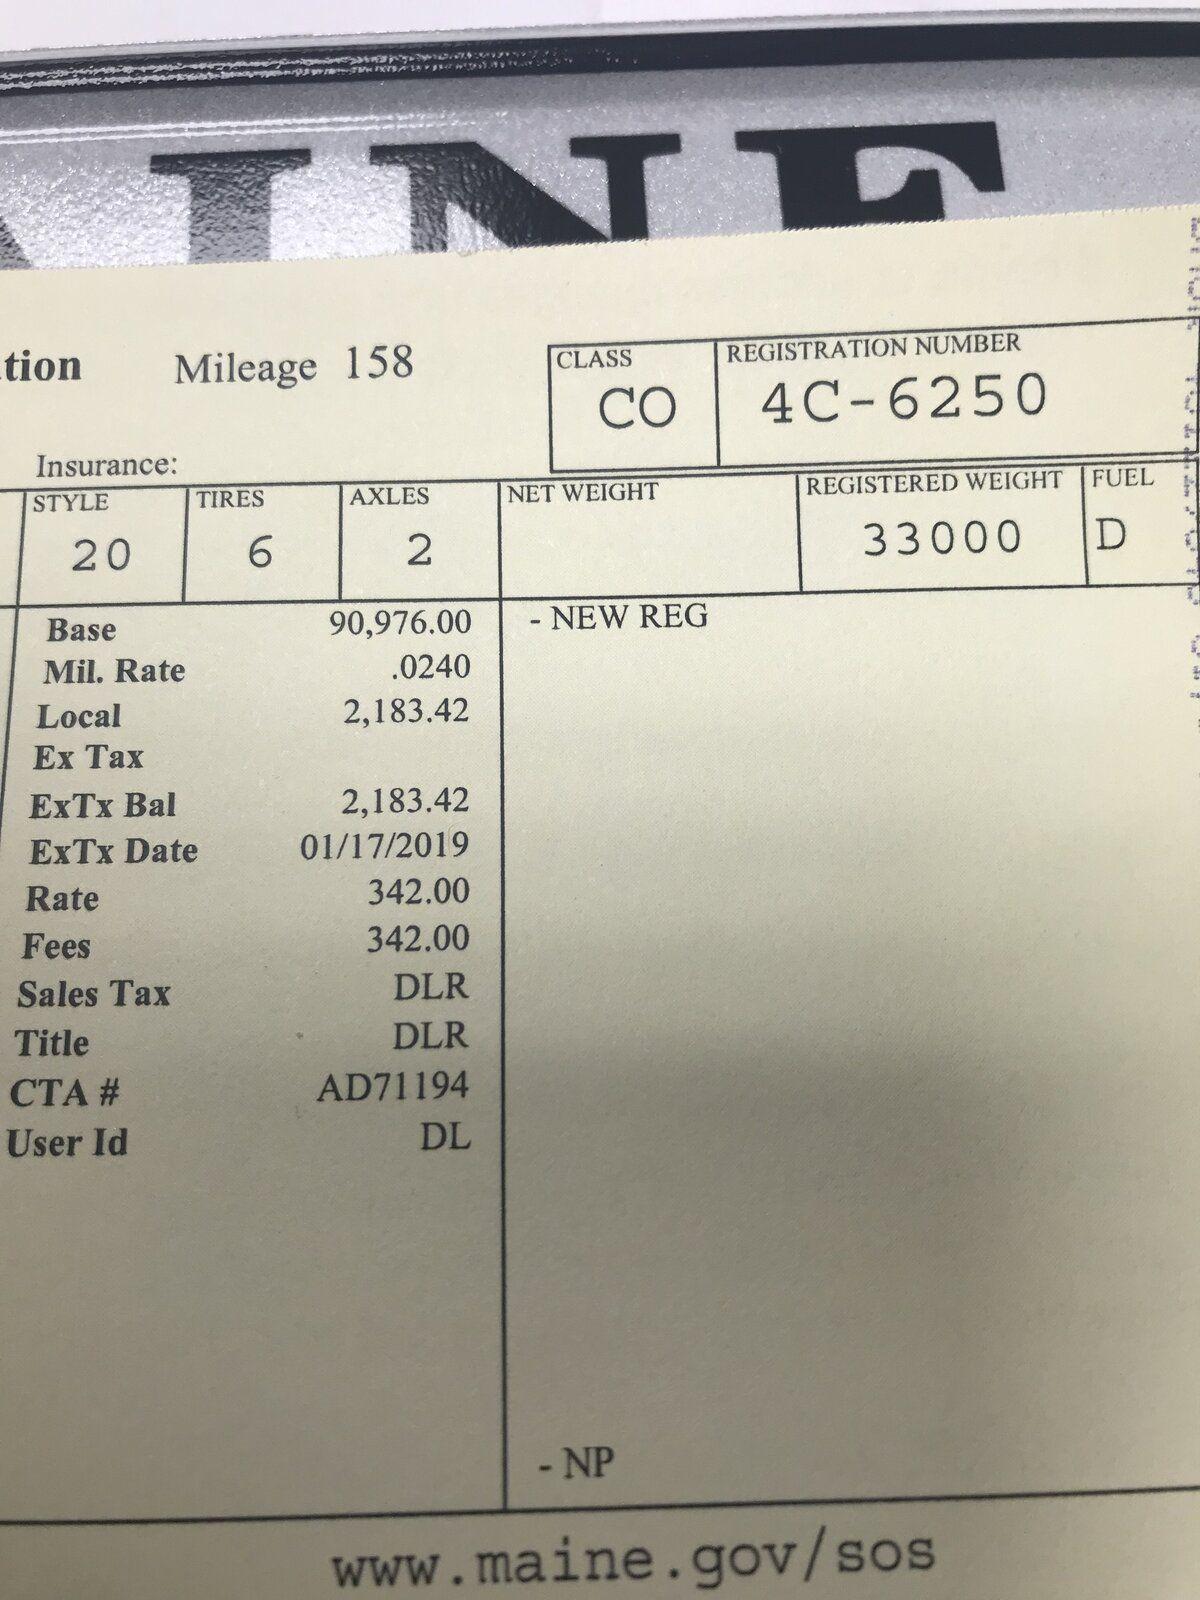 INE
tion Mileage 158
CLASS REGISTRATION NUMBER
CO 4C-6250
Insurance:
STYLE TIRES AXLES NET WEIGHT REGISTERED WEIGHT FUEL
20 6 2 33000 D
Base 90,976.00 - NEW REG
Mil. Rate .0240
Local 2,183.42
Ex Tax
ExTx Bal 2,183.42
ExTx Date 01/17/2019
Rate 342.00
Fees 342.00
Sales Tax DLR
Title DLR
CTA # AD71194
User Id DL
- NP
www.maine.gov/sos